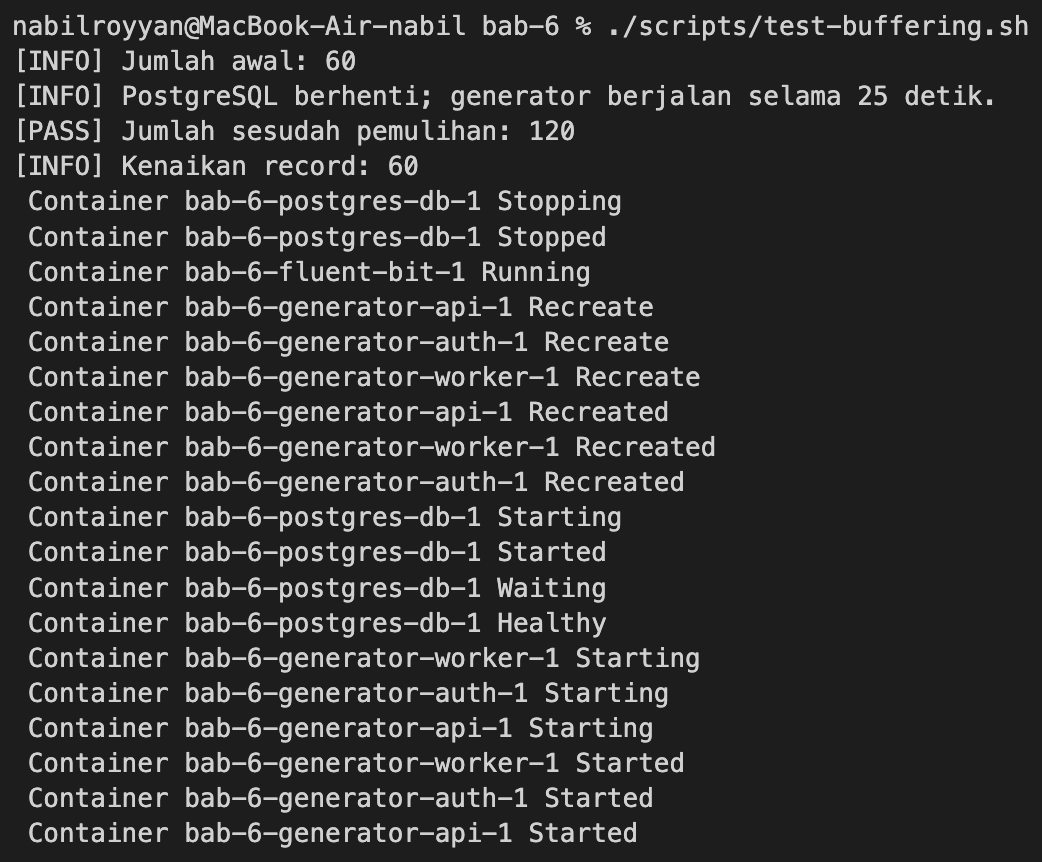 nabilroyyan@MacBook-Air-nabil bab-6 % ./scripts/test-buffering.sh
[INFO] Jumlah awal: 60
[INFO] PostgreSQL berhenti; generator berjalan selama 25 detik.
[PASS] Jumlah sesudah pemulihan: 120
[INFO] Kenaikan record: 60
Container bab-6-postgres-db-1 Stopping
Container bab-6-postgres-db-1 Stopped
Container bab-6-fluent-bit-1 Running
Container bab-6-generator-api-1 Recreate
Container bab-6-generator-auth-1 Recreate
Container bab-6-generator-worker-1 Recreate
Container bab-6-generator-api-1 Recreated
Container bab-6-generator-worker-1 Recreated
Container bab-6-generator-auth-1 Recreated
Container bab-6-postgres-db-1 Starting
Container bab-6-postgres-db-1 Started
Container bab-6-postgres-db-1 Waiting
Container bab-6-postgres-db-1 Healthy
Container bab-6-generator-worker-1 Starting
Container bab-6-generator-auth-1 Starting
Container bab-6-generator-api-1 Starting
Container bab-6-generator-worker-1 Started
Container bab-6-generator-auth-1 Started
Container bab-6-generator-api-1 Started